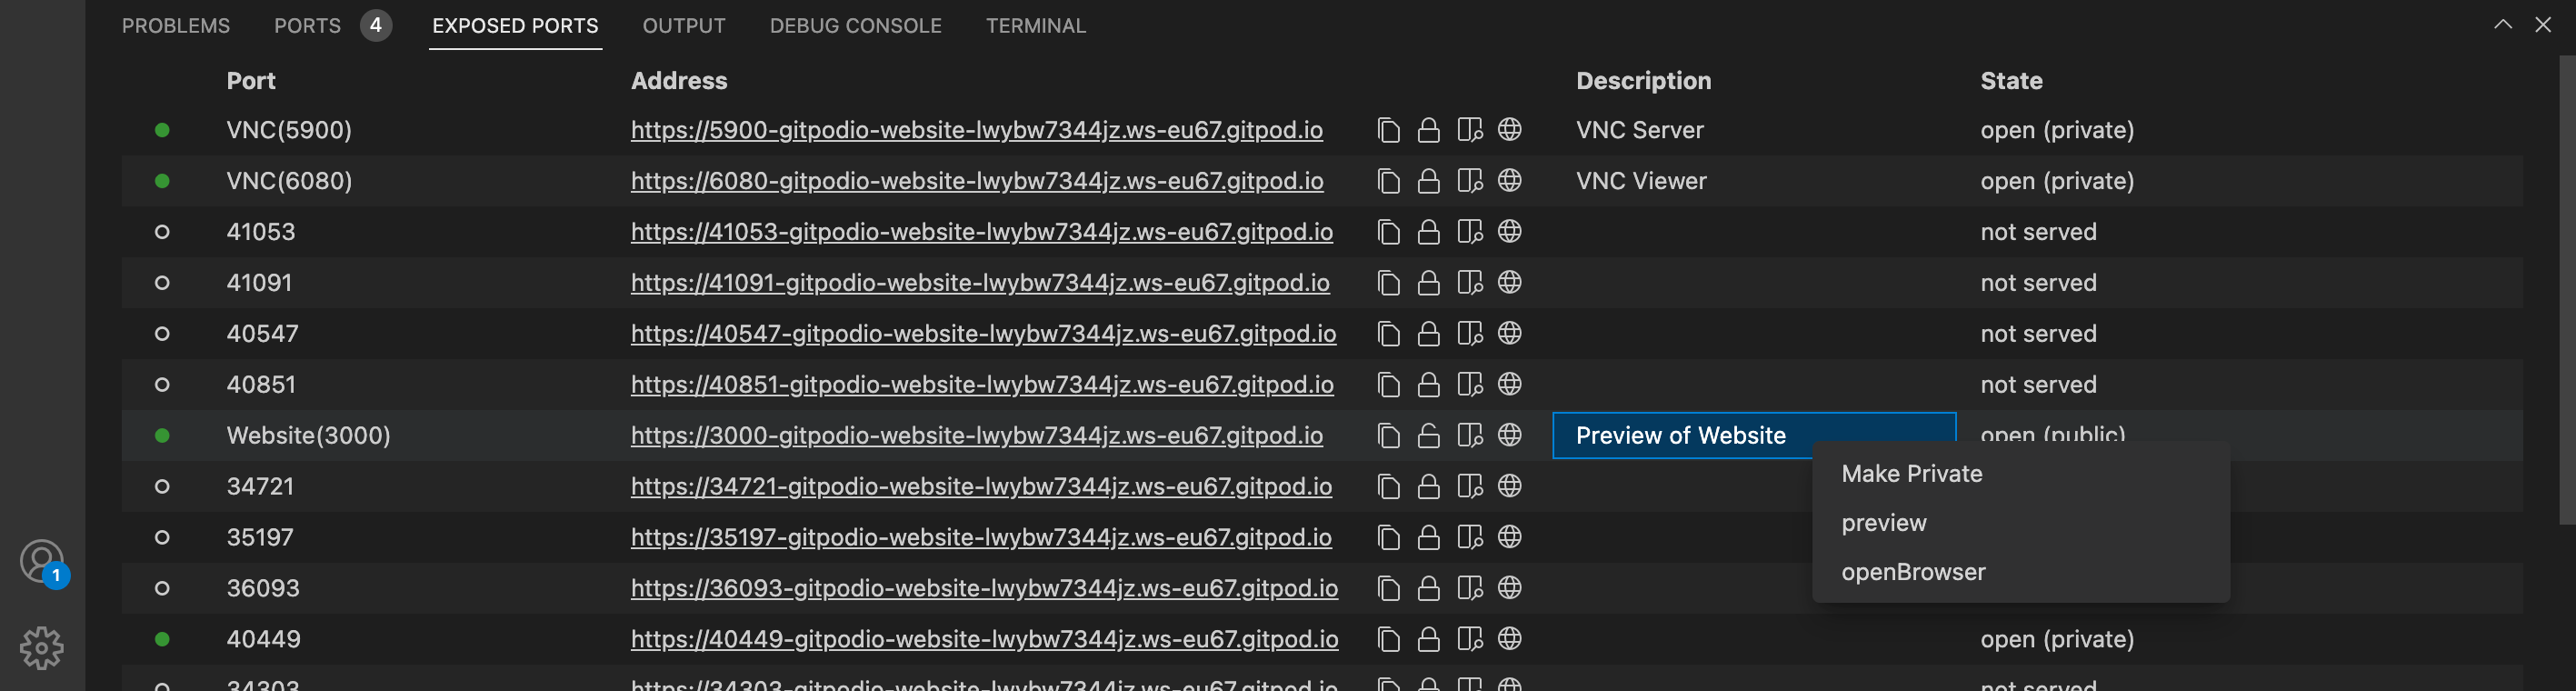 PROBLEMS PORTS 4 EXPOSED PORTS OUTPUT DEBUG CONSOLE TERMINAL
Port Address Description State
VNC(5900) https://5900-gitpodio-website-lwybw7344jz.ws-eu67.gitpod.io VNC Server open (private)
VNC(6080) https://6080-gitpodio-website-lwybw7344jz.ws-eu67.gitpod.io VNC Viewer open (private)
41053 https://41053-gitpodio-website-lwybw7344jz.ws-eu67.gitpod.io not served
41091 https://41091-gitpodio-website-lwybw7344jz.ws-eu67.gitpod.io not served
40547 https://40547-gitpodio-website-lwybw7344jz.ws-eu67.gitpod.io not served
40851 https://40851-gitpodio-website-lwybw7344jz.ws-eu67.gitpod.io not served
Website(3000) https://3000-gitpodio-website-lwybw7344jz.ws-eu67.gitpod.io Preview of Website open (public)
Make Private
34721 https://34721-gitpodio-website-lwybw7344jz.ws-eu67.gitpod.io
preview
35197 https://35197-gitpodio-website-lwybw7344jz.ws-eu67.gitpod.io
openBrowser
36093 https://36093-gitpodio-website-lwybw7344jz.ws-eu67.gitpod.io
1
40449 https://40449-gitpodio-website-lwybw7344jz.ws-eu67.gitpod.io open (private)
34303 https://34303-gitpodio-website-lwybw7344jz.ws-eu67.gitpod.io not served